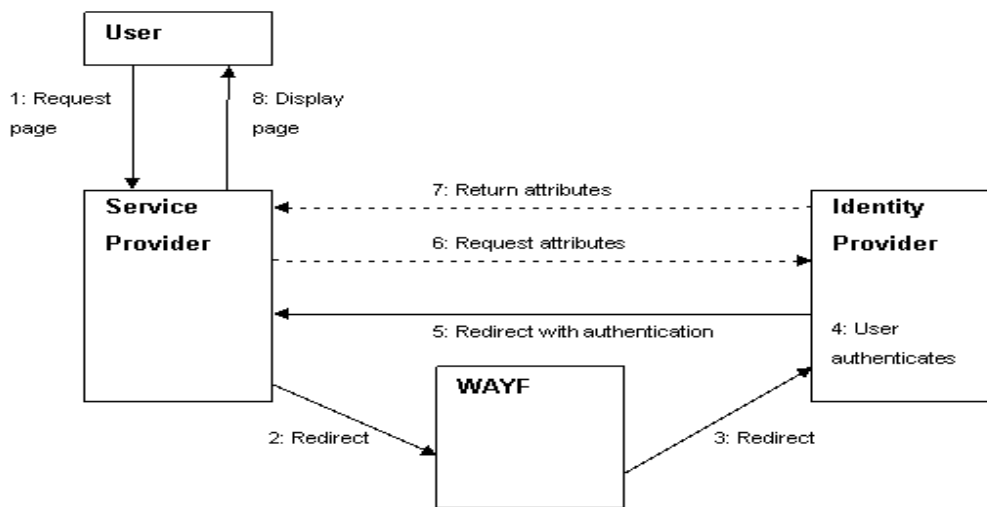 User
1: Request
page
8: Display
page
Service
Provider
7: Return attributes
6: Request attributes
5: Redirect with authentication
Identity
Provider
4: User
authenticates
WAYF
2: Redirect
3: Redirect